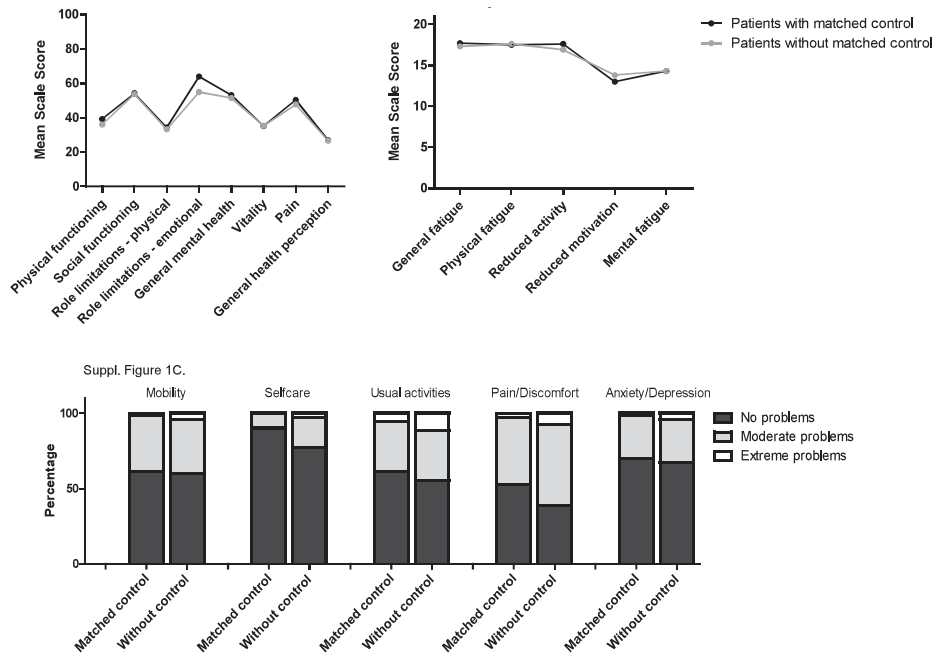 100
80
60
40
20
0
Mean Scale Score
Physical functioning
Social functioning
Role limitations - physical
Role limitations - emotional
General mental health
Vitality
Pain
General health perception
20
15
10
5
0
Mean Scale Score
General fatigue
Physical fatigue
Reduced activity
Reduced motivation
Mental fatigue
Patients with matched control
Patients without matched control
Suppl. Figure 1C.
Mobility
Selfcare
Usual activities
Pain/Discomfort
Anxiety/Depression
100
50
0
Percentage
No problems
Moderate problems
Extreme problems
Matched control
Without control
Matched control
Without control
Matched control
Without control
Matched control
Without control
Matched control
Without control